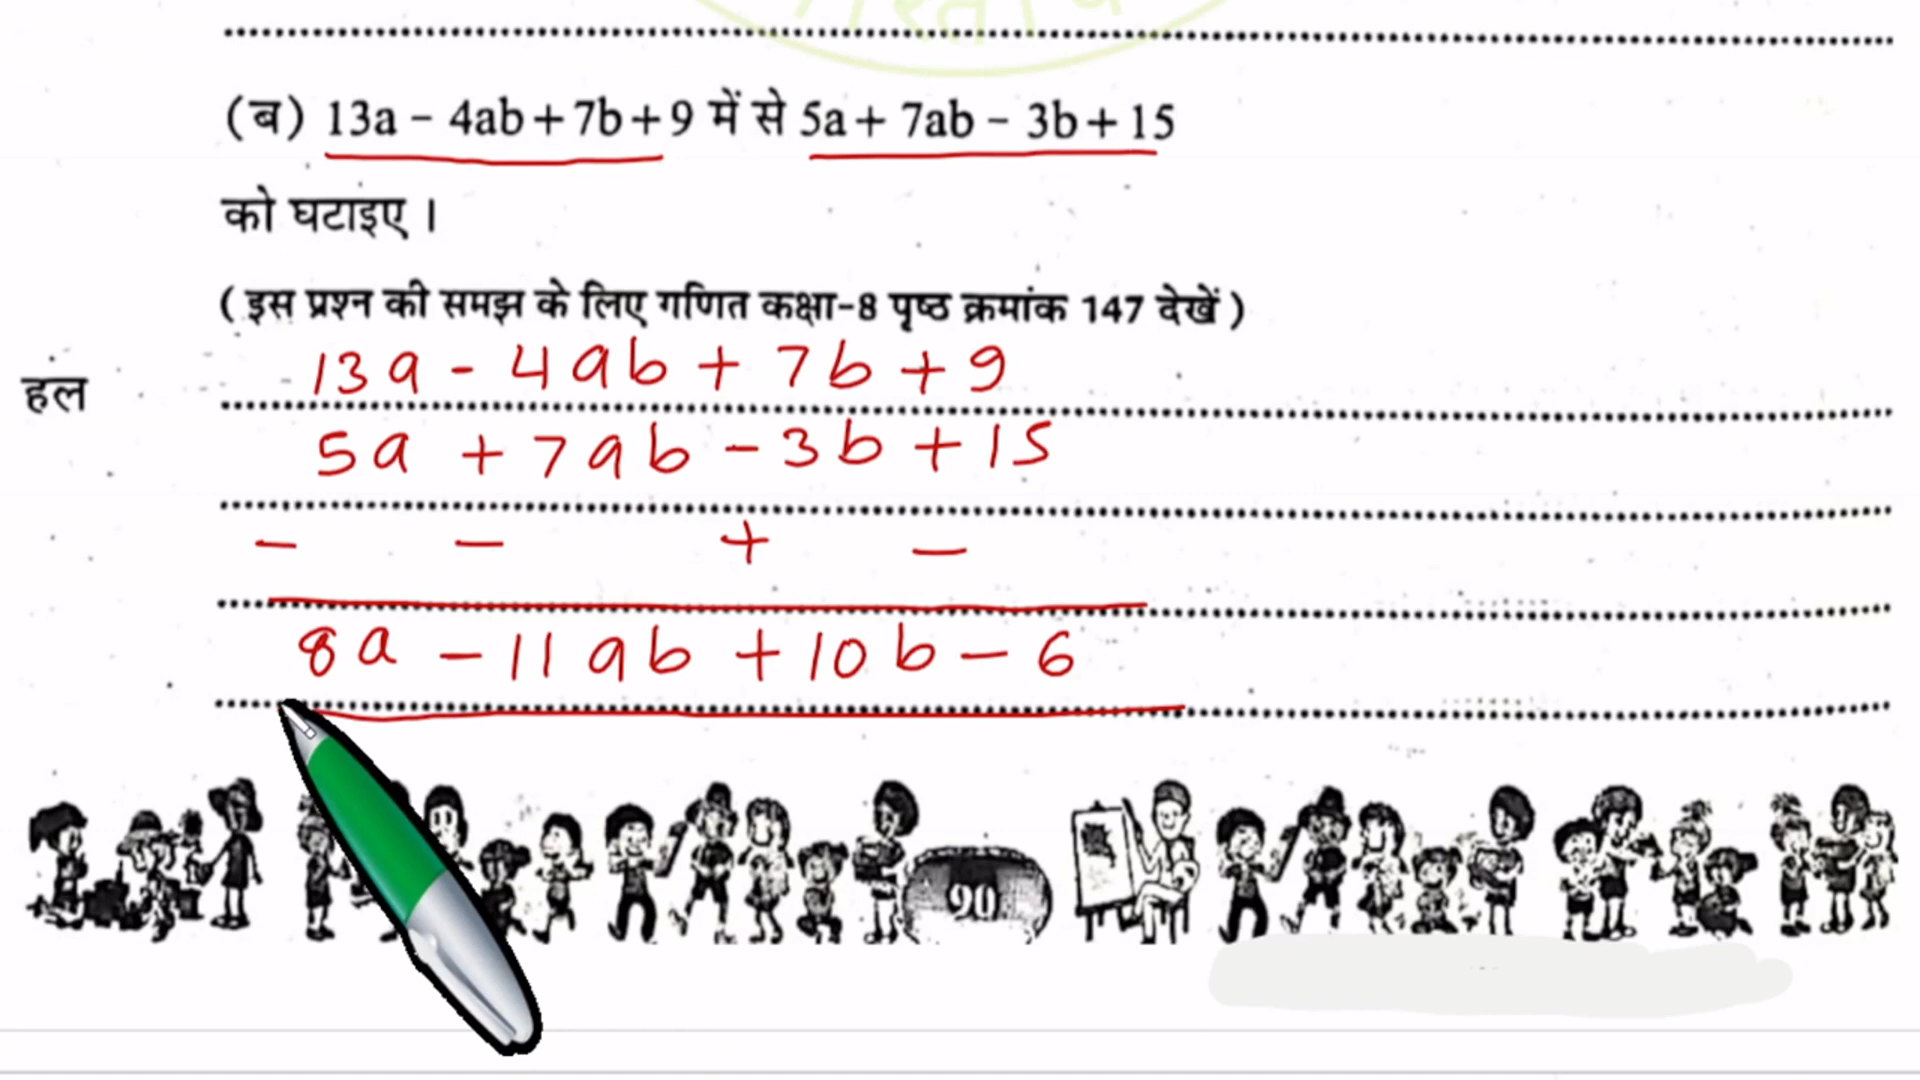 (ब) 13a - 4ab + 7b + 9 में से 5a + 7ab - 3b + 15
को घटाइए ।
( इस प्रश्न की समझ के लिए गणित कक्षा-8 पृष्ठ क्रमांक 147 देखें )
हल 13a - 4ab + 7b + 9
5a + 7ab - 3b + 15
- - + -
8a - 11ab + 10b - 6
90